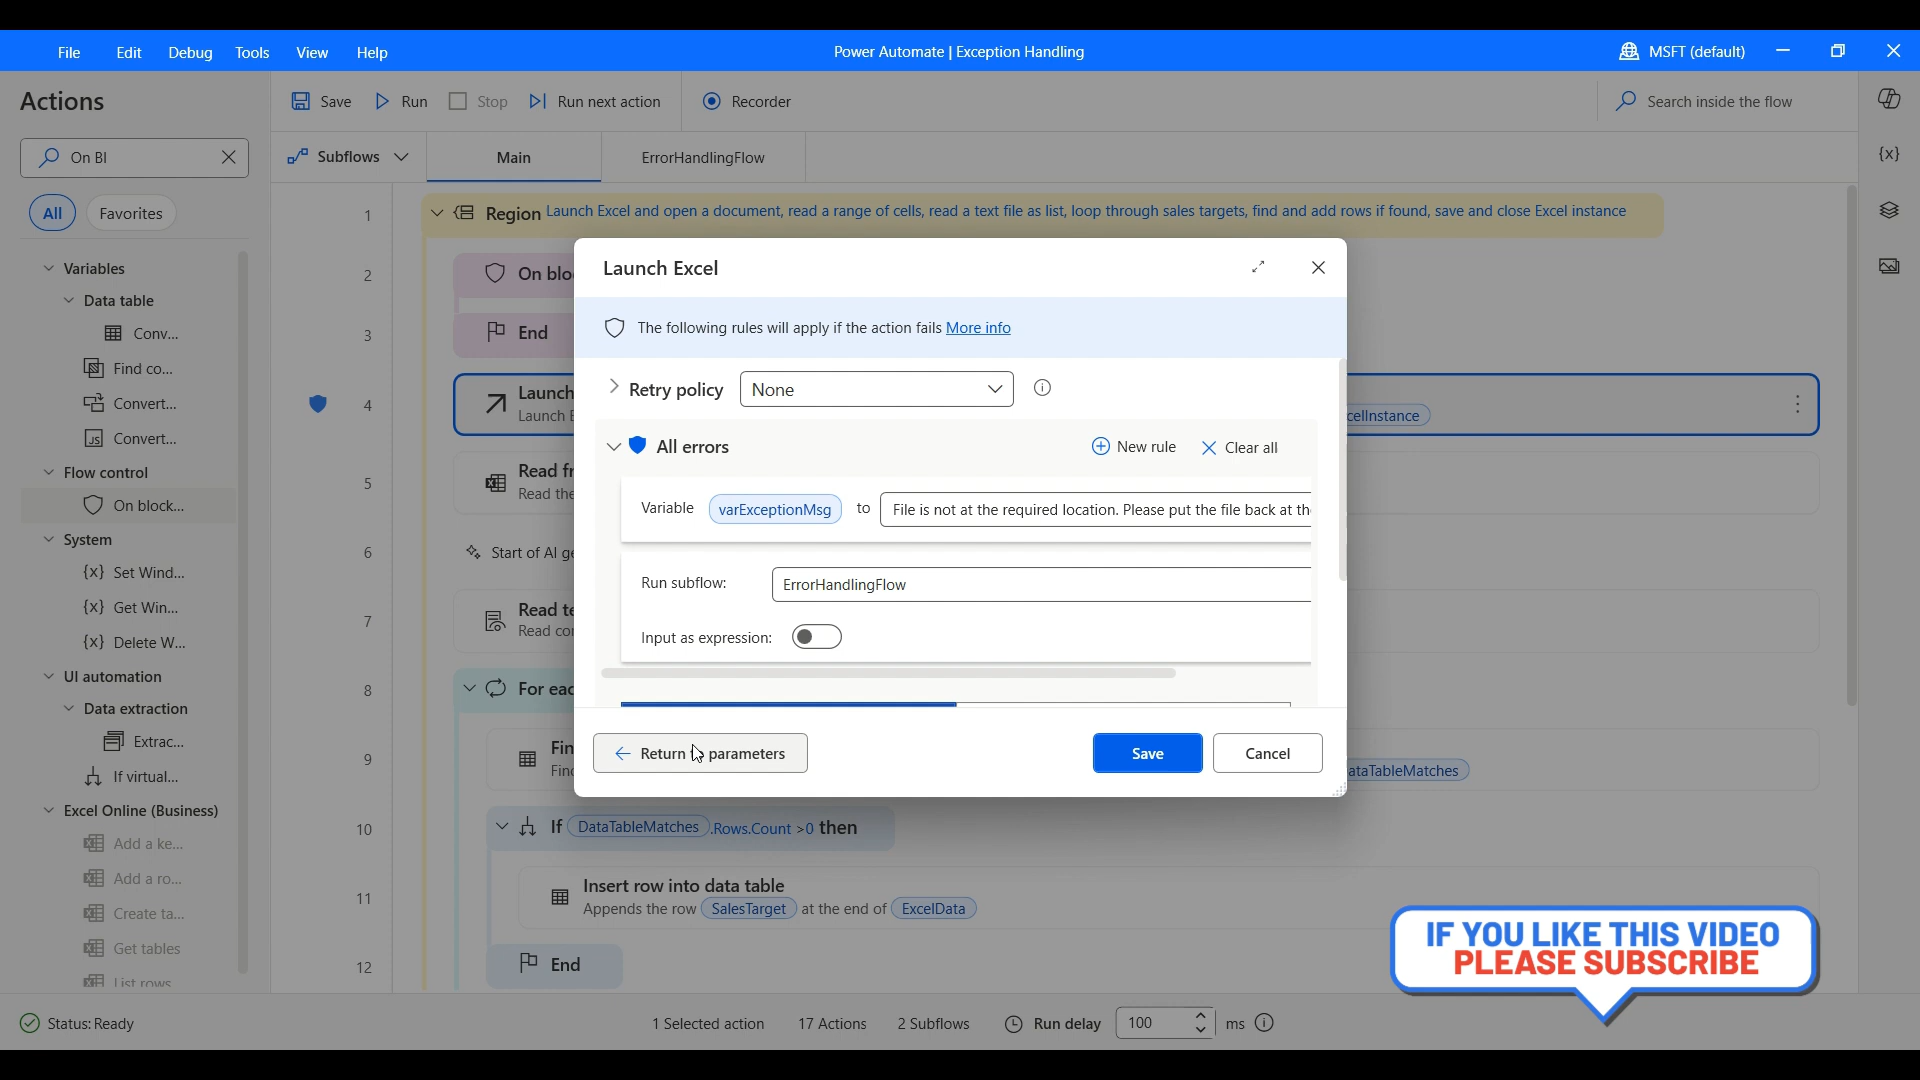 File Edit Debug Tools View Help
Power Automate | Exception Handling
MSFT (default)
Actions
Save Run Stop Run next action Recorder
Search inside the flow
On BI
Subflows Main ErrorHandlingFlow
All Favorites
Variables
Data table
Conv...
Find co...
Convert...
JS Convert...
Flow control
On block...
System
{x} Set Wind...
{x} Get Win...
{x} Delete W...
UI automation
Data extraction
Extrac...
If virtual...
Excel Online (Business)
Add a ke...
Add a ro...
Create ta...
Get tables
List rows
{x}
1 Region Launch Excel and open a document, read a range of cells, read a text file as list, loop through sales targets, find and add rows if found, save and close Excel instance
2 On blo
3 End
4 Launch
Launch E
celInstance
5 Read fr
Read the
6 Start of AI ge
7 Read te
Read con
8 For eac
9 Fin
Find
ataTableMatches
10 If DataTableMatches .Rows.Count >0 then
11 Insert row into data table
Appends the row SalesTarget at the end of ExcelData
12 End
Launch Excel
The following rules will apply if the action fails More info
Retry policy None
All errors New rule Clear all
Variable varExceptionMsg to File is not at the required location. Please put the file back at th
Run subflow: ErrorHandlingFlow
Input as expression:
Return to parameters Save Cancel
IF YOU LIKE THIS VIDEO
PLEASE SUBSCRIBE
Status: Ready 1 Selected action 17 Actions 2 Subflows Run delay 100 ms